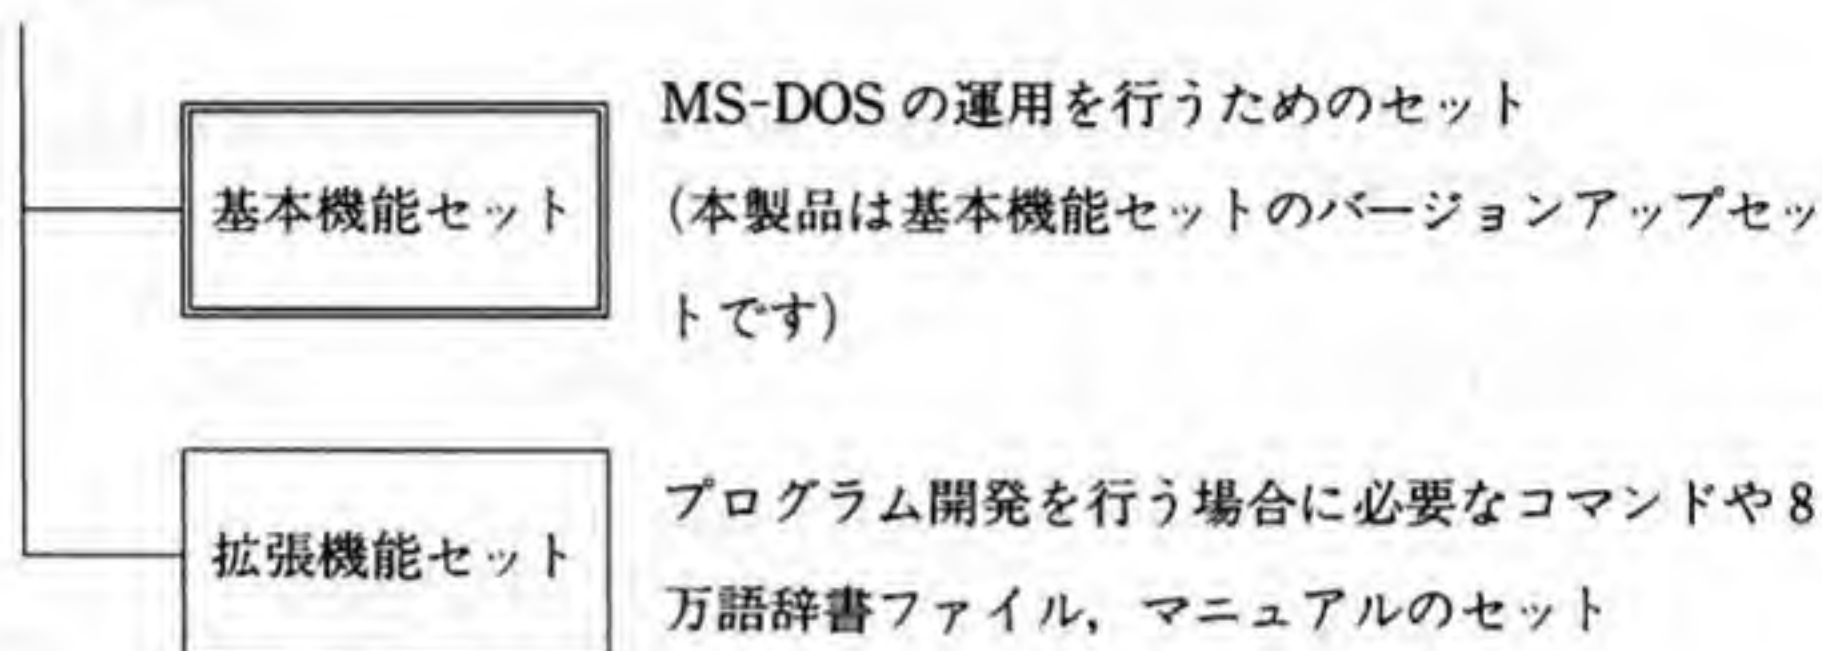 基本機能セット
MS-DOSの運用を行うためのセット
(本製品は基本機能セットのバージョンアップセッ
トです)
拡張機能セット
プログラム開発を行う場合に必要なコマンドや8
万語辞書ファイル，マニュアルのセット